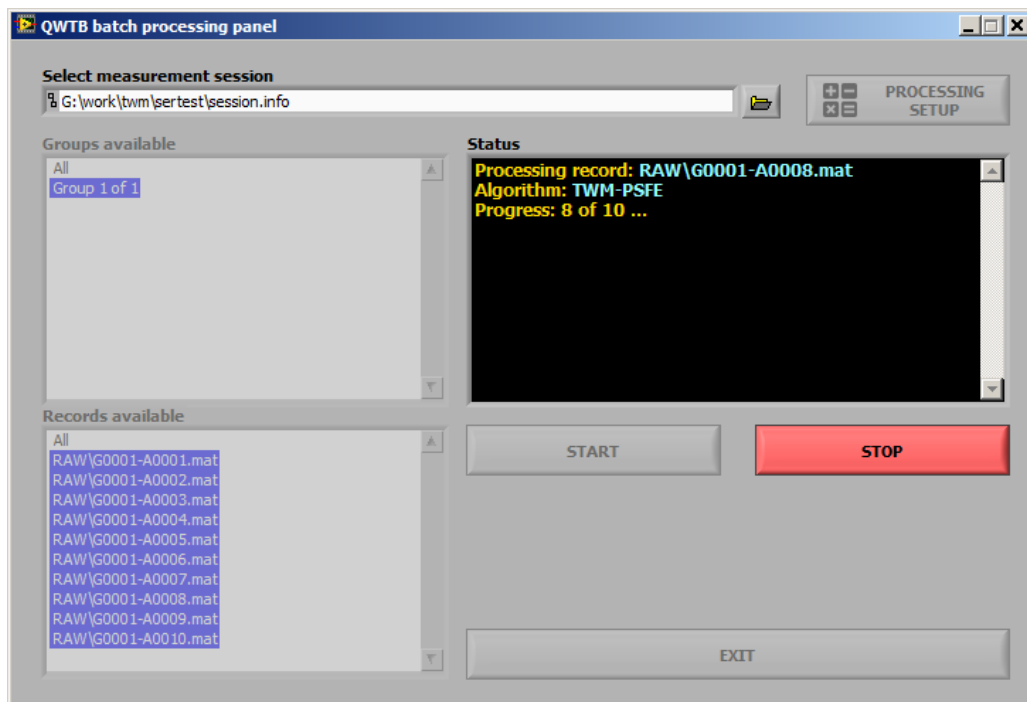 QWTB batch processing panel
Select measurement session
G:\work\twm\sertest\session.info
PROCESSING
SETUP
Groups available
All
Group 1 of 1
Status
Processing record: RAW\G0001-A0008.mat
Algorithm: TWM-PSFE
Progress: 8 of 10 ...
Records available
All
RAW\G0001-A0001.mat
RAW\G0001-A0002.mat
RAW\G0001-A0003.mat
RAW\G0001-A0004.mat
RAW\G0001-A0005.mat
RAW\G0001-A0006.mat
RAW\G0001-A0007.mat
RAW\G0001-A0008.mat
RAW\G0001-A0009.mat
RAW\G0001-A0010.mat
START
STOP
EXIT